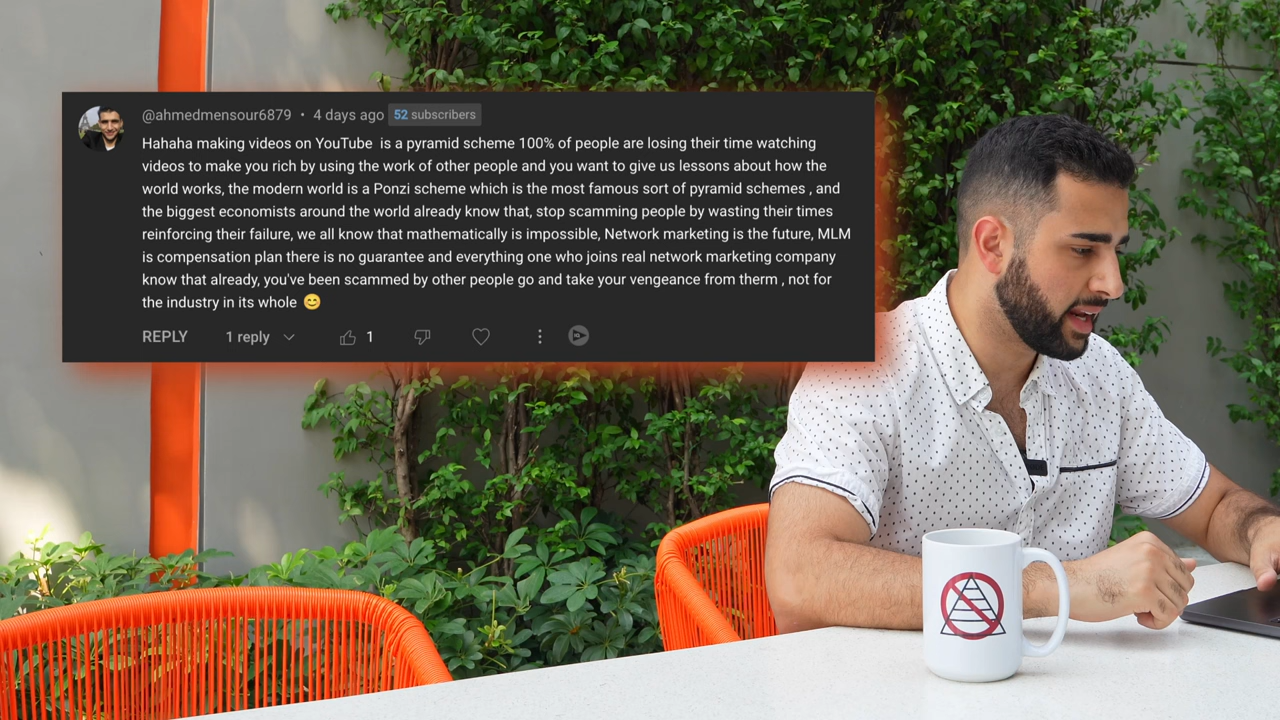 @ahmedmensour6879 • 4 days ago 52 subscribers
Hahaha making videos on YouTube is a pyramid scheme 100% of people are losing their time watching
videos to make you rich by using the work of other people and you want to give us lessons about how the
world works, the modern world is a Ponzi scheme which is the most famous sort of pyramid schemes , and
the biggest economists around the world already know that, stop scamming people by wasting their times
reinforcing their failure, we all know that mathematically is impossible, Network marketing is the future, MLM
is compensation plan there is no guarantee and everything one who joins real network marketing company
know that already, you've been scammed by other people go and take your vengeance from therm , not for
the industry in its whole 😊
REPLY 1 reply 1